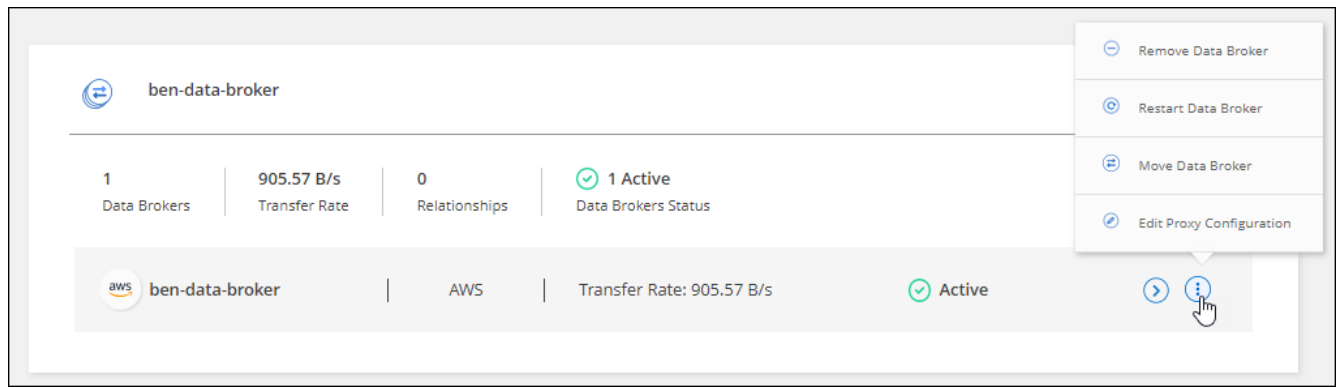 ben-data-broker
Remove Data Broker
Restart Data Broker
Move Data Broker
Edit Proxy Configuration
1
Data Brokers
905.57 B/s
Transfer Rate
0
Relationships
1 Active
Data Brokers Status
aws
ben-data-broker
AWS
Transfer Rate: 905.57 B/s
Active